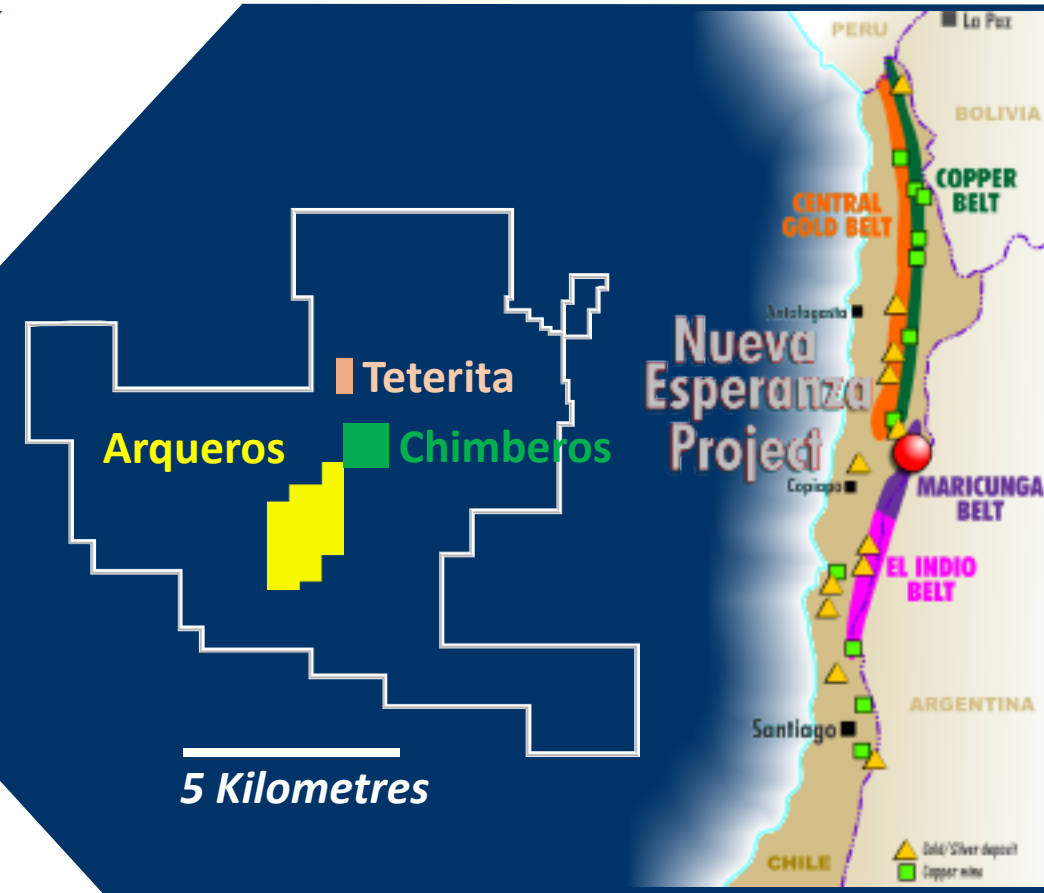 Teterita
Arqueros
Chimberos
5 Kilometres
PERU
La Paz
BOLIVIA
COPPER
BELT
CENTRAL
GOLD BELT
Antofagasta
Nueva
Esperanza
Project
Copiapo
MARICUNGA
BELT
EL INDIO
BELT
ARGENTINA
Santiago
CHILE
Gold/Silver deposit
Copper mine